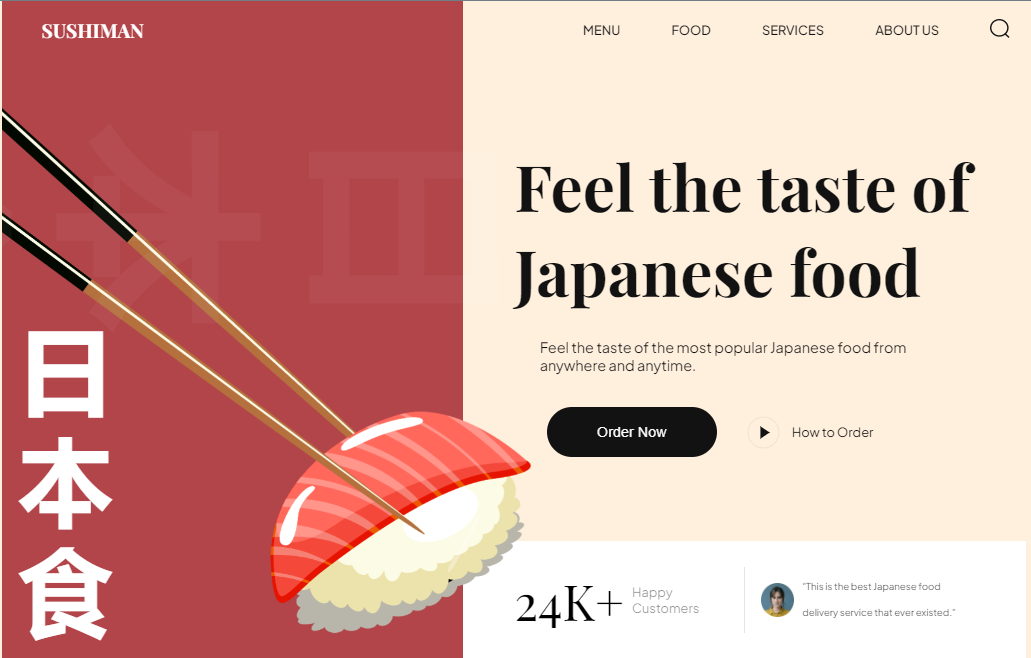 SUSHIMAN
MENU FOOD SERVICES ABOUT US
Feel the taste of
Japanese food
Feel the taste of the most popular Japanese food from
anywhere and anytime.
Order Now
How to Order
日
本
食
24K+
Happy
Customers
"This is the best Japanese food
delivery service that ever existed."
日本